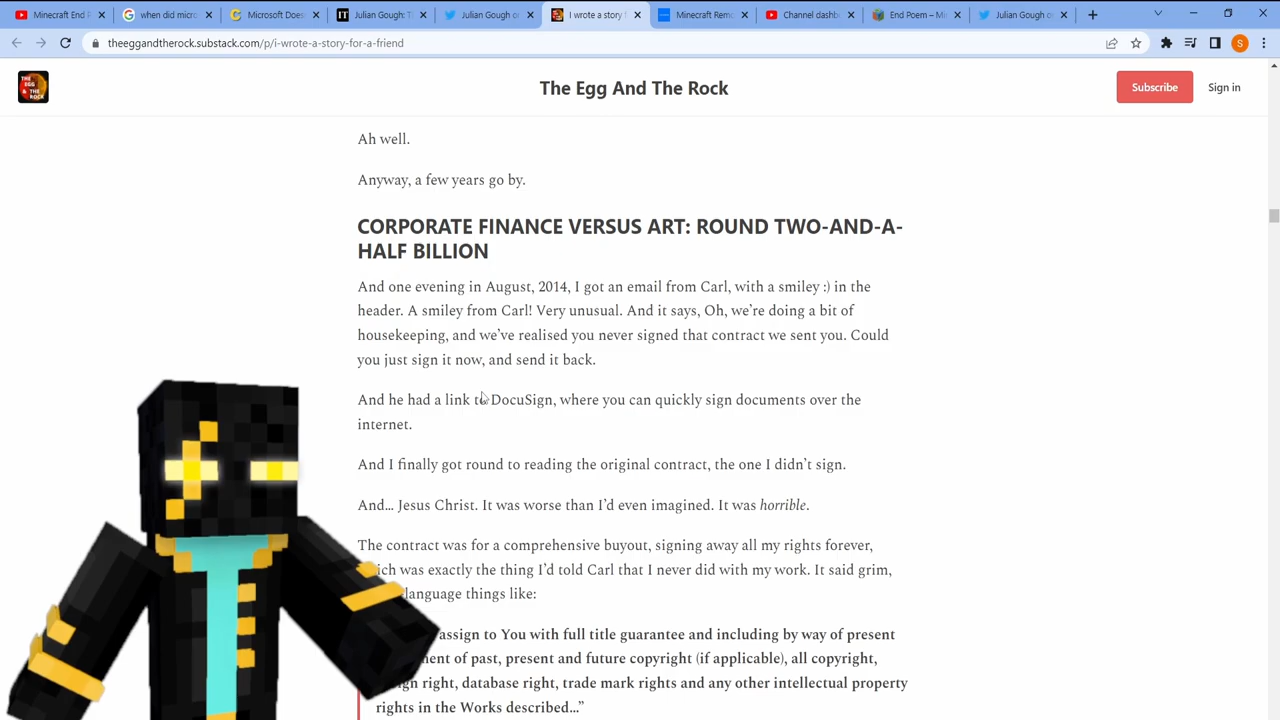 Minecraft End P
when did micro
Microsoft Does
Julian Gough: T
Julian Gough o
I wrote a story f
Minecraft Rem
Channel dashb
End Poem – Mi
Julian Gough o
theeggandtherock.substack.com/p/i-wrote-a-story-for-a-friend
S
THE EGG & THE ROCK
The Egg And The Rock
Subscribe
Sign in
Ah well.
Anyway, a few years go by.
CORPORATE FINANCE VERSUS ART: ROUND TWO-AND-A-
HALF BILLION
And one evening in August, 2014, I got an email from Carl, with a smiley :) in the
header. A smiley from Carl! Very unusual. And it says, Oh, we're doing a bit of
housekeeping, and we've realised you never signed that contract we sent you. Could
you just sign it now, and send it back.
And he had a link to DocuSign, where you can quickly sign documents over the
internet.
And I finally got round to reading the original contract, the one I didn't sign.
And… Jesus Christ. It was worse than I'd even imagined. It was horrible.
The contract was for a comprehensive buyout, signing away all my rights forever,
ich was exactly the thing I'd told Carl that I never did with my work. It said grim,
language things like:
assign to You with full title guarantee and including by way of present
ent of past, present and future copyright (if applicable), all copyright,
gn right, database right, trade mark rights and any other intellectual property
rights in the Works described…”